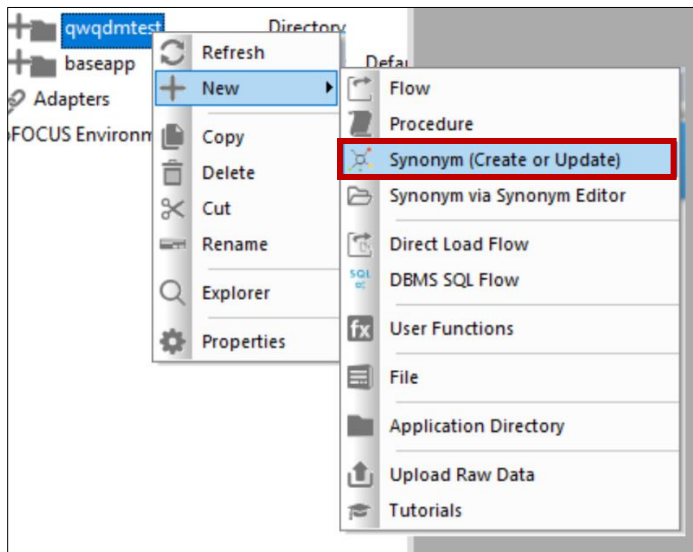 qwqdmtest
Directory
baseapp
Adapters
FOCUS Environm
Refresh
New
Copy
Delete
Cut
Rename
Explorer
Properties
Flow
Procedure
Synonym (Create or Update)
Synonym via Synonym Editor
Direct Load Flow
SQL
DBMS SQL Flow
fx
User Functions
File
Application Directory
Upload Raw Data
Tutorials